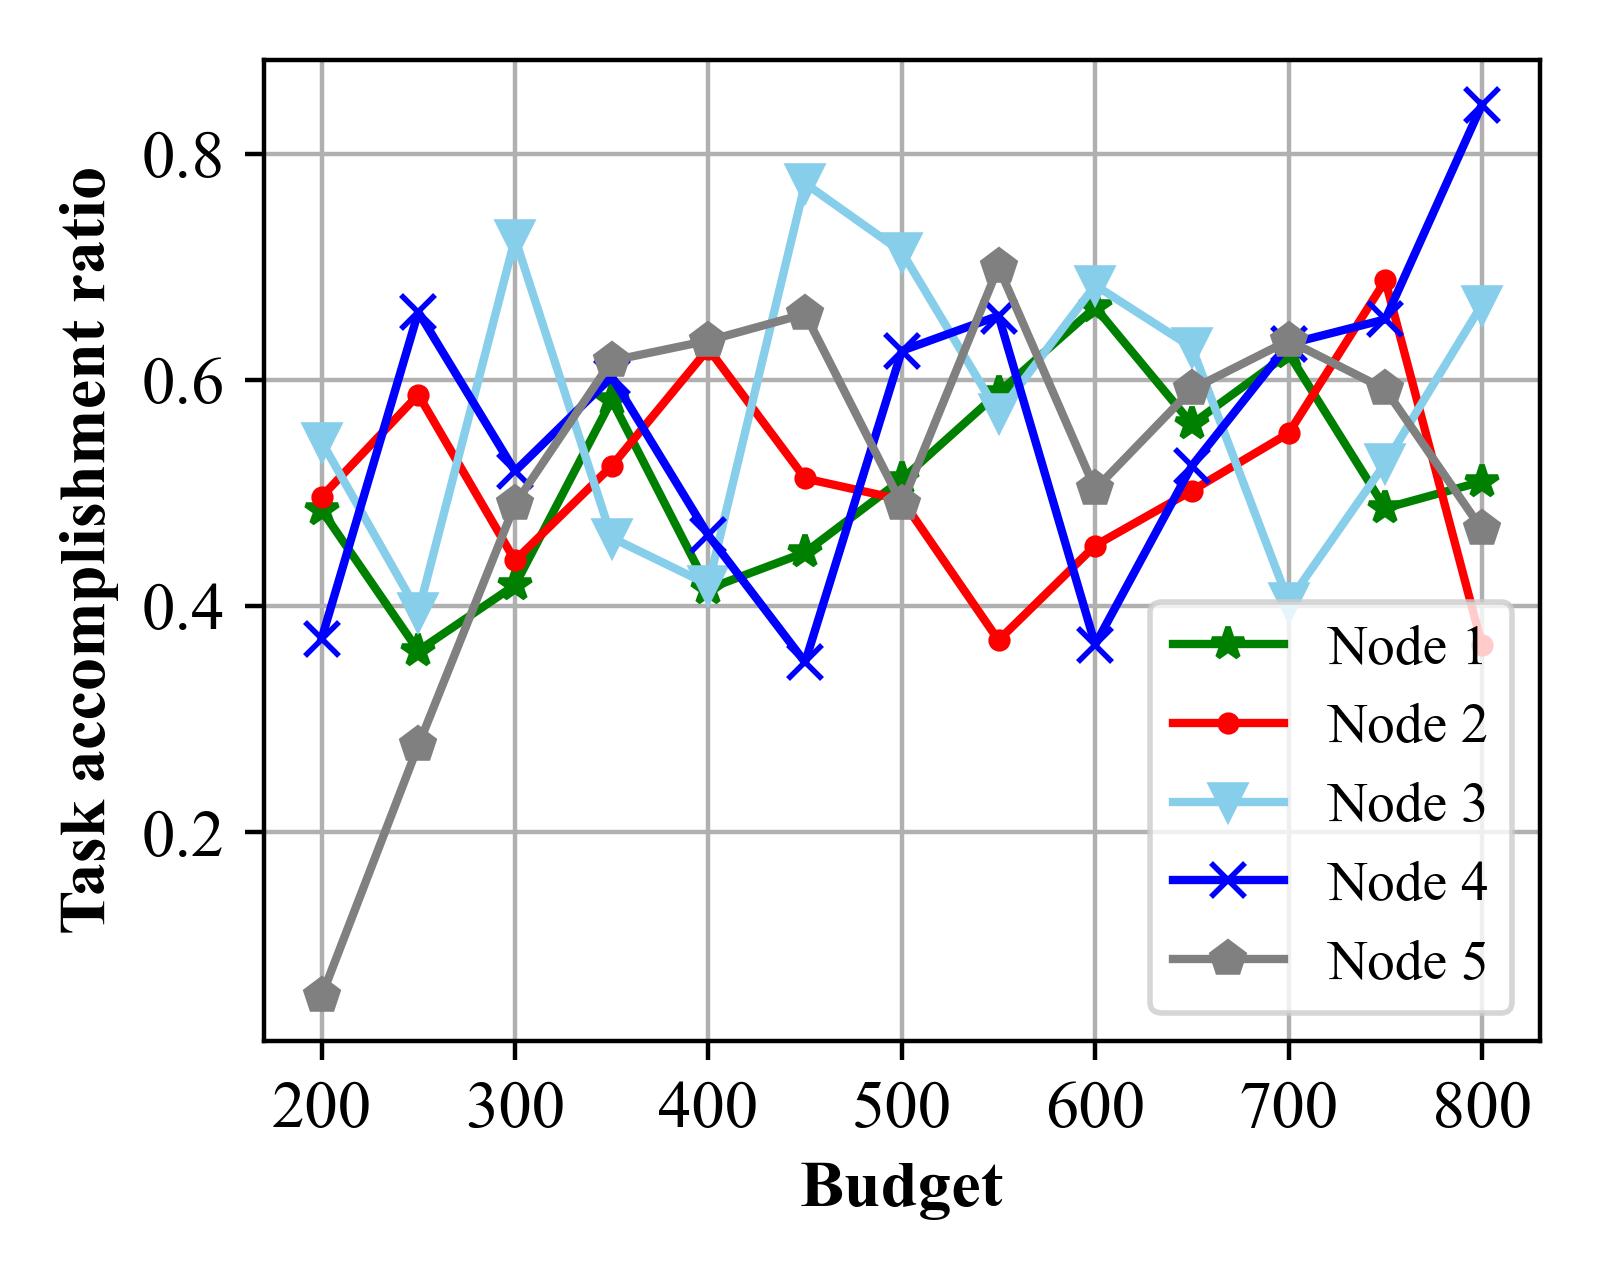 Task accomplishment ratio
0.8
0.6
0.4
0.2
200 300 400 500 600 700 800
Budget
Node 1
Node 2
Node 3
Node 4
Node 5